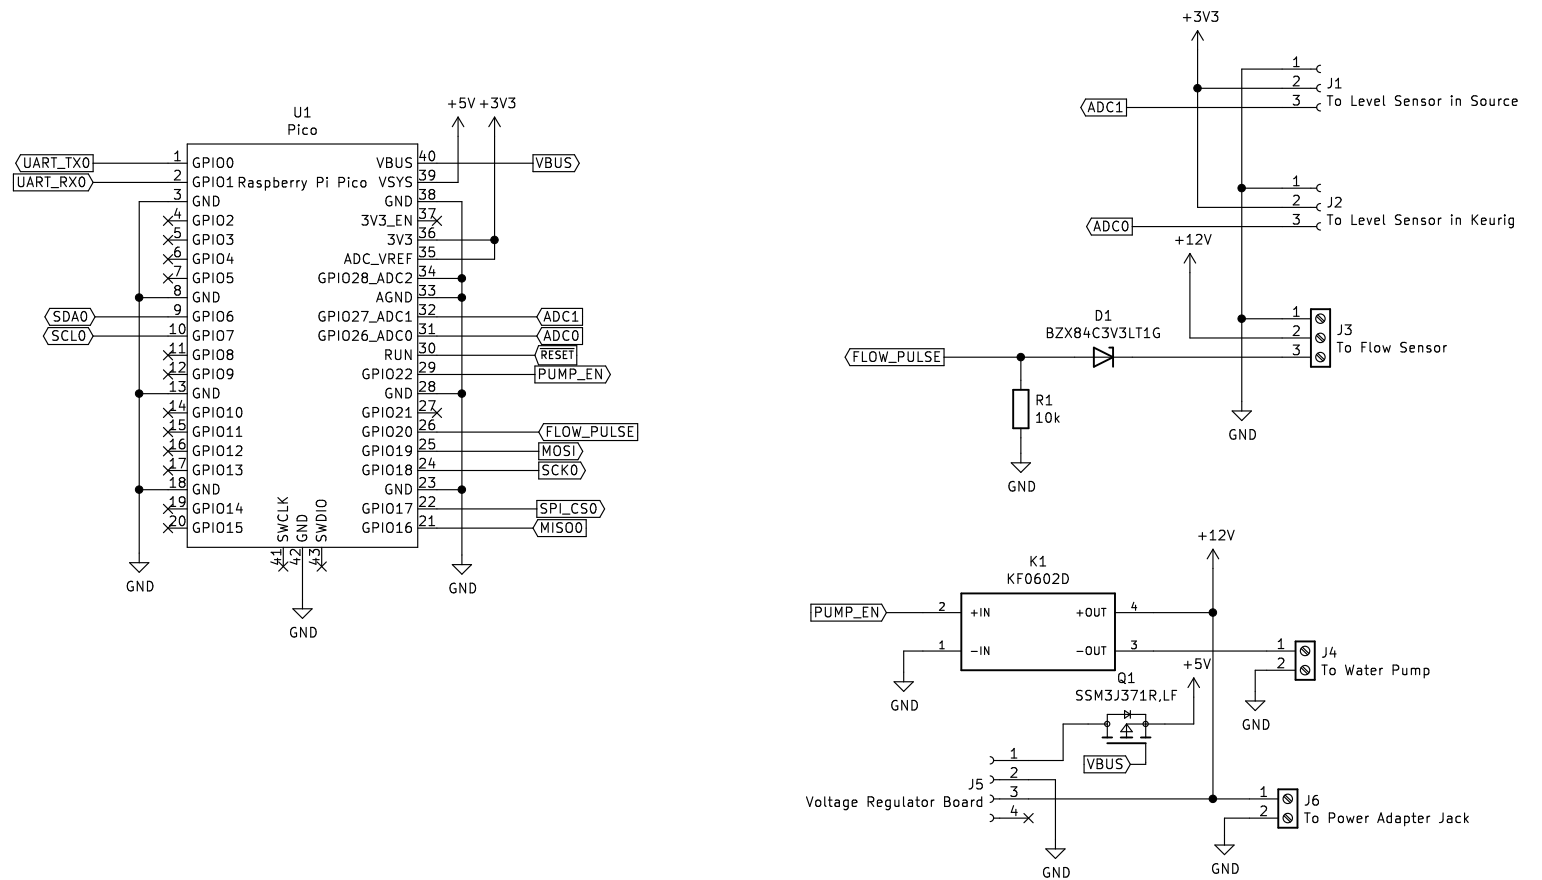 U1
Pico
+5V +3V3
UART_TX0 1 GPIO0 VBUS 40 VBUS
UART_RX0 2 GPIO1 Raspberry Pi Pico VSYS 39
3 GND GND 38
4 GPIO2 3V3_EN 37
5 GPIO3 3V3 36
6 GPIO4 ADC_VREF 35
7 GPIO5 GPIO28_ADC2 34
8 GND AGND 33
SDA0 9 GPIO6 GPIO27_ADC1 32 ADC1
SCL0 10 GPIO7 GPIO26_ADC0 31 ADC0
11 GPIO8 RUN 30 RESET
12 GPIO9 GPIO22 29 PUMP_EN
13 GND GND 28
14 GPIO10 GPIO21 27
15 GPIO11 GPIO20 26 FLOW_PULSE
16 GPIO12 GPIO19 25 MOSI
17 GPIO13 GPIO18 24 SCK0
18 GND GND 23
19 GPIO14 GPIO17 22 SPI_CS0
20 GPIO15 GPIO16 21 MISO0
SWCLK GND SWDIO
41 42 43
GND
GND
GND
+3V3
1
2
3
J1
To Level Sensor in Source
ADC1
1
2
3
J2
To Level Sensor in Keurig
ADC0
+12V
D1
BZX84C3V3LT1G
1
2
3
J3
To Flow Sensor
FLOW_PULSE
R1
10k
GND
GND
+12V
K1
KF0602D
PUMP_EN 2 +IN +OUT 4
1 -IN -OUT 3
GND
1
2
J4
To Water Pump
GND
+5V
Q1
SSM3J371R,LF
VBUS
1
2
3
4
J5
Voltage Regulator Board
GND
1
2
J6
To Power Adapter Jack
GND